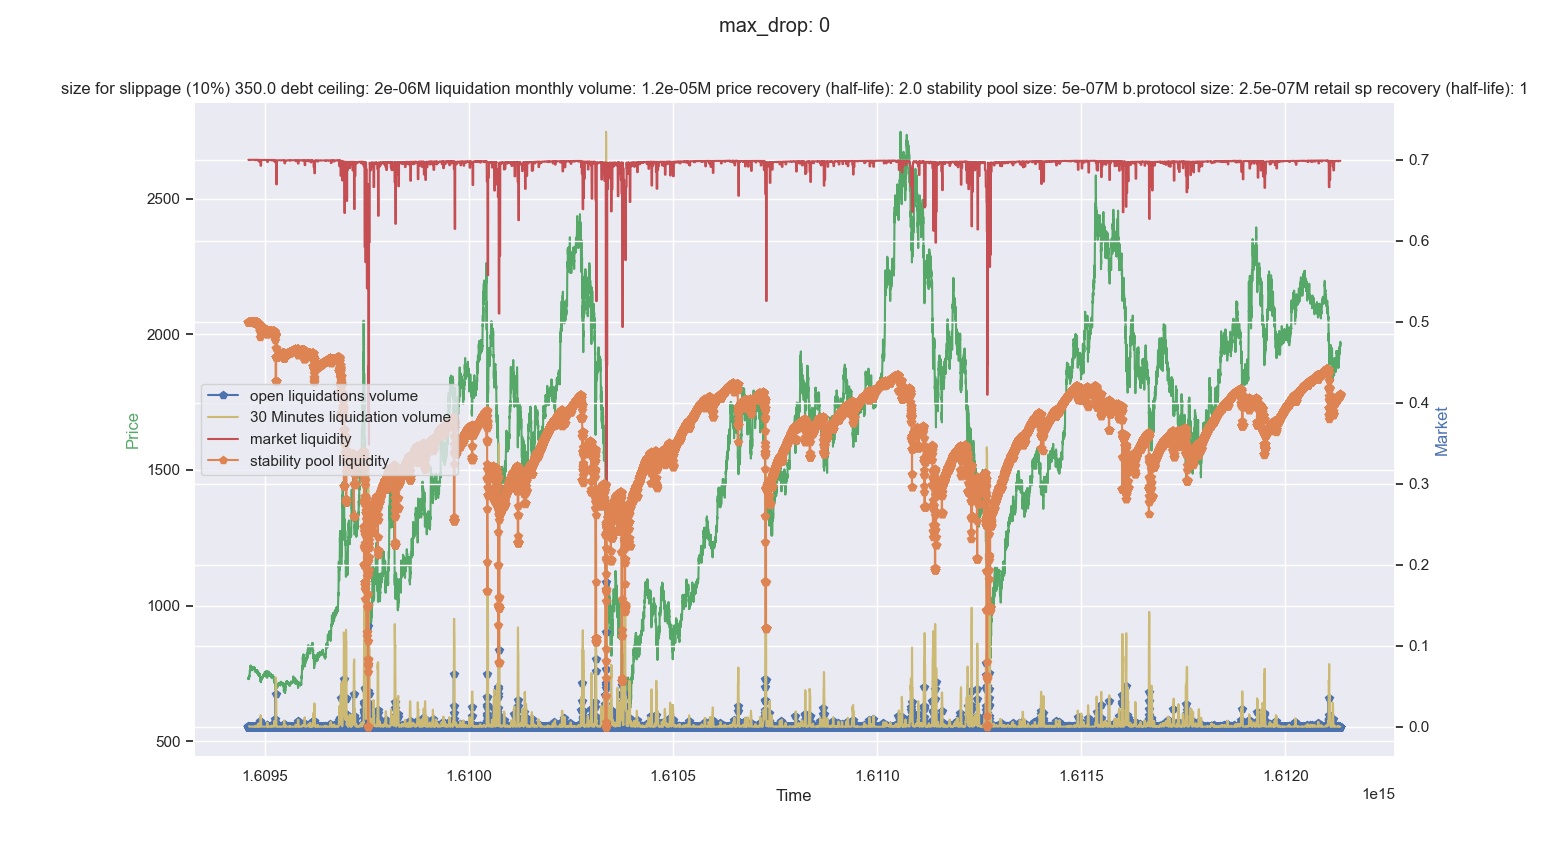 max_drop: 0
size for slippage (10%) 350.0 debt ceiling: 2e-06M liquidation monthly volume: 1.2e-05M price recovery (half-life): 2.0 stability pool size: 5e-07M b.protocol size: 2.5e-07M retail sp recovery (half-life): 1
2500
2000
1500
1000
500
Price
open liquidations volume
30 Minutes liquidation volume
market liquidity
stability pool liquidity
0.7
0.6
0.5
0.4
0.3
0.2
0.1
0.0
Market
1.6095
1.6100
1.6105
1.6110
1.6115
1.6120
Time
1e15